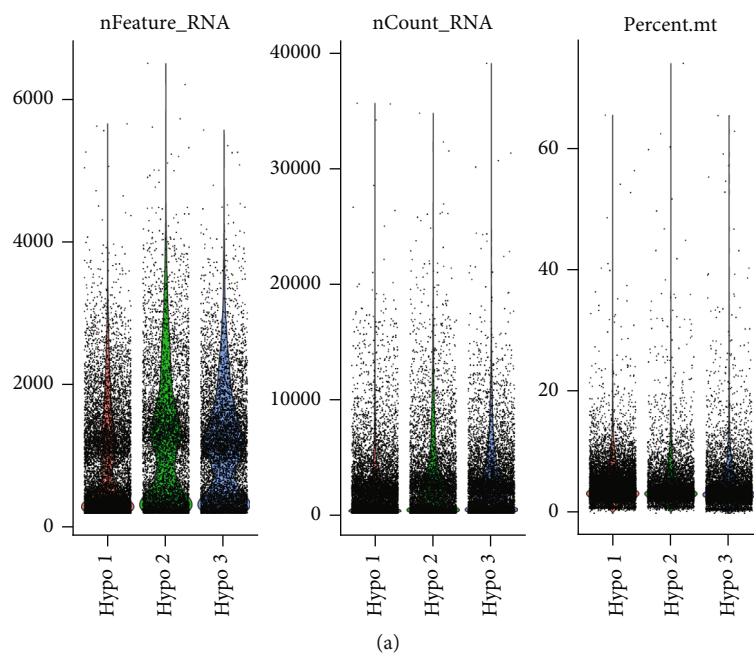 nFeature_RNA
6000
4000
2000
0
Hypo 1
Hypo 2
Hypo 3
nCount_RNA
40000
30000
20000
10000
0
Hypo 1
Hypo 2
Hypo 3
Percent.mt
60
40
20
0
Hypo 1
Hypo 2
Hypo 3
(a)